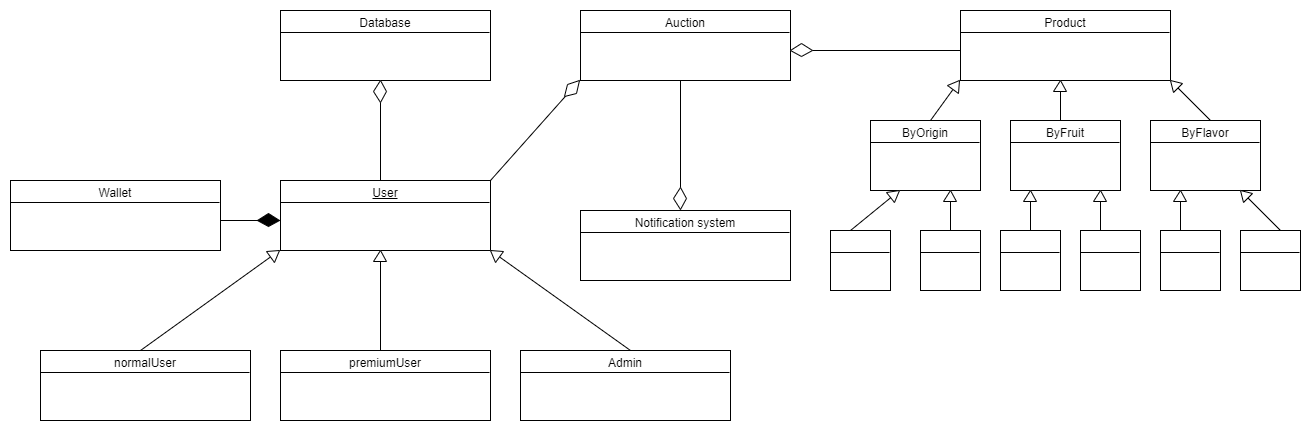 Database
Auction
Product
ByOrigin
ByFruit
ByFlavor
Wallet
User
Notification system
normalUser
premiumUser
Admin